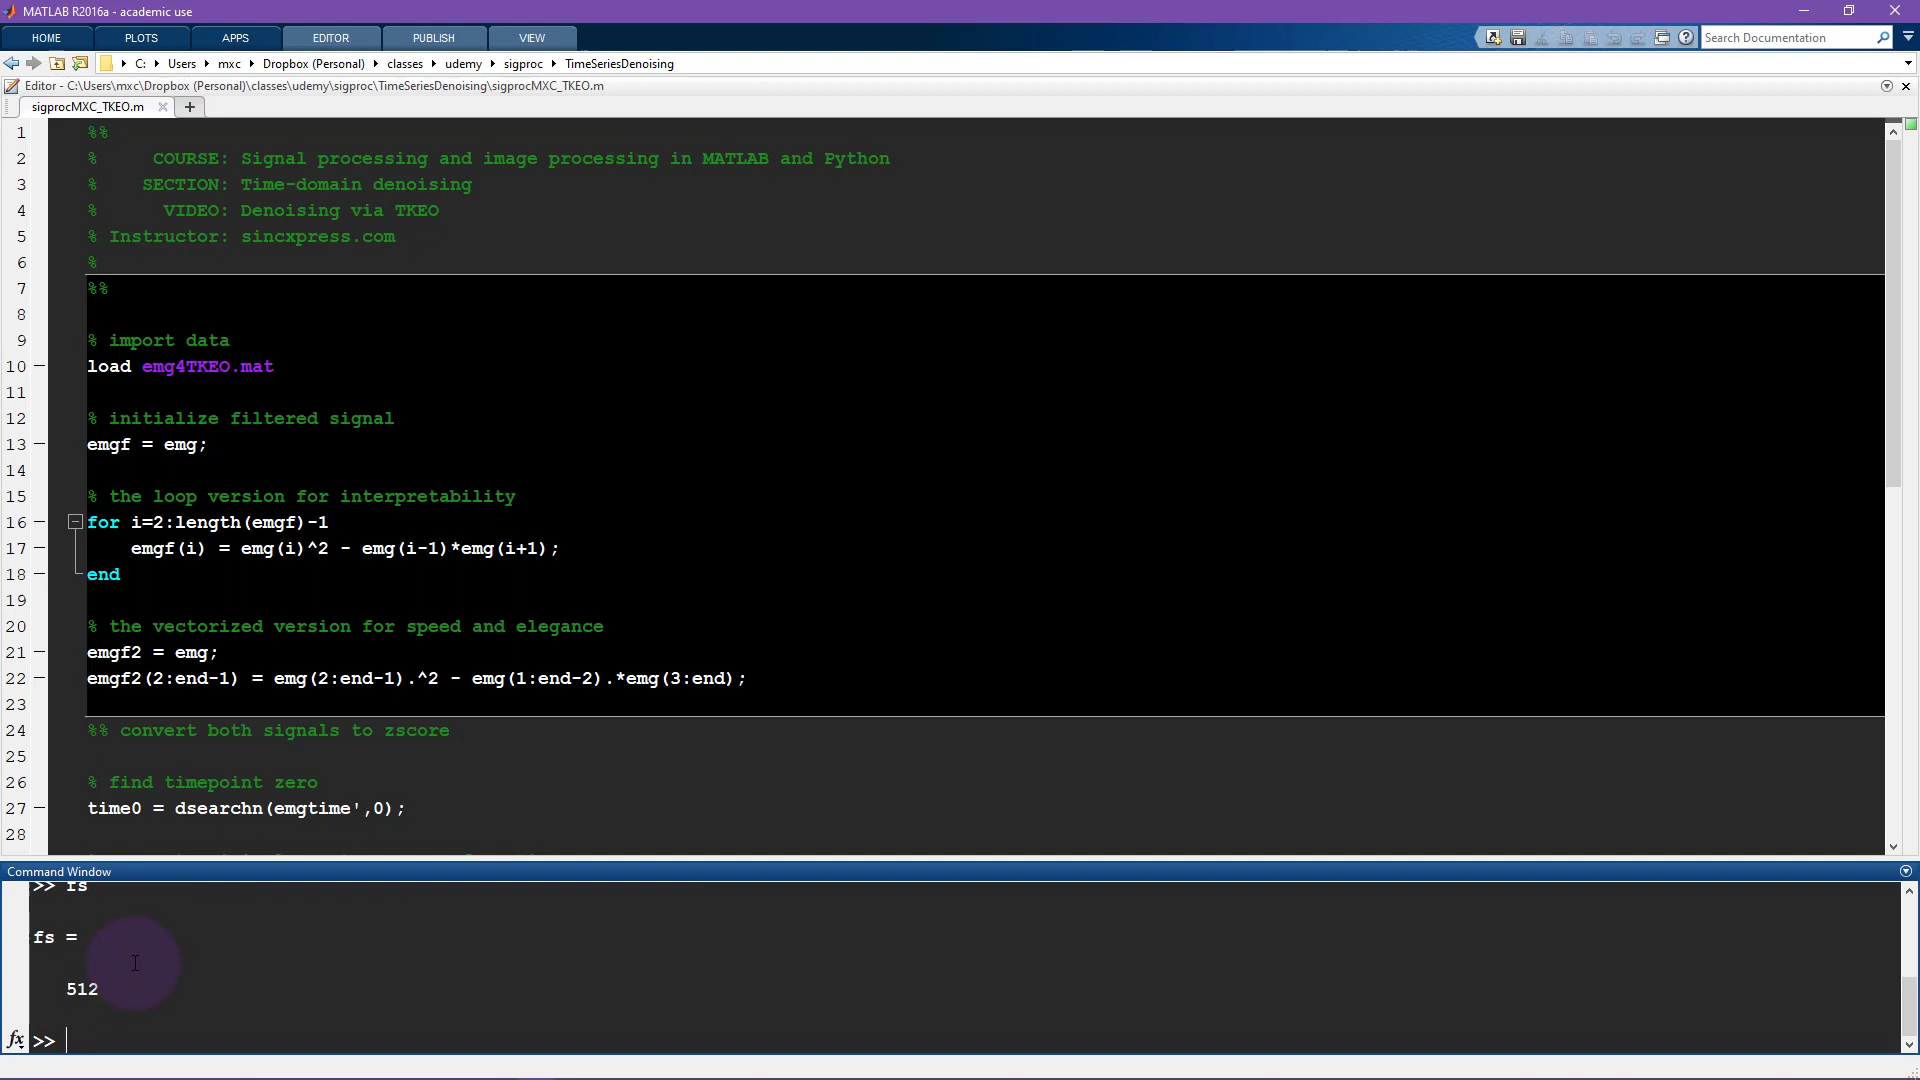 MATLAB R2016a - academic use
HOME PLOTS APPS EDITOR PUBLISH VIEW Search Documentation
C: Users mxc Dropbox (Personal) classes udemy sigproc TimeSeriesDenoising
Editor - C:\Users\mxc\Dropbox (Personal)\classes\udemy\sigproc\TimeSeriesDenoising\sigprocMXC_TKEO.m
sigprocMXC_TKEO.m
1 %%
2 % COURSE: Signal processing and image processing in MATLAB and Python
3 % SECTION: Time-domain denoising
4 % VIDEO: Denoising via TKEO
5 % Instructor: sincxpress.com
6 %
7 %%
8
9 % import data
10 load emg4TKEO.mat
11
12 % initialize filtered signal
13 emgf = emg;
14
15 % the loop version for interpretability
16 for i=2:length(emgf)-1
17 emgf(i) = emg(i)^2 - emg(i-1)*emg(i+1);
18 end
19
20 % the vectorized version for speed and elegance
21 emgf2 = emg;
22 emgf2(2:end-1) = emg(2:end-1).^2 - emg(1:end-2).*emg(3:end);
23
24 %% convert both signals to zscore
25
26 % find timepoint zero
27 time0 = dsearchn(emgtime',0);
28
Command Window
>> fs
fs =
512
fx >>